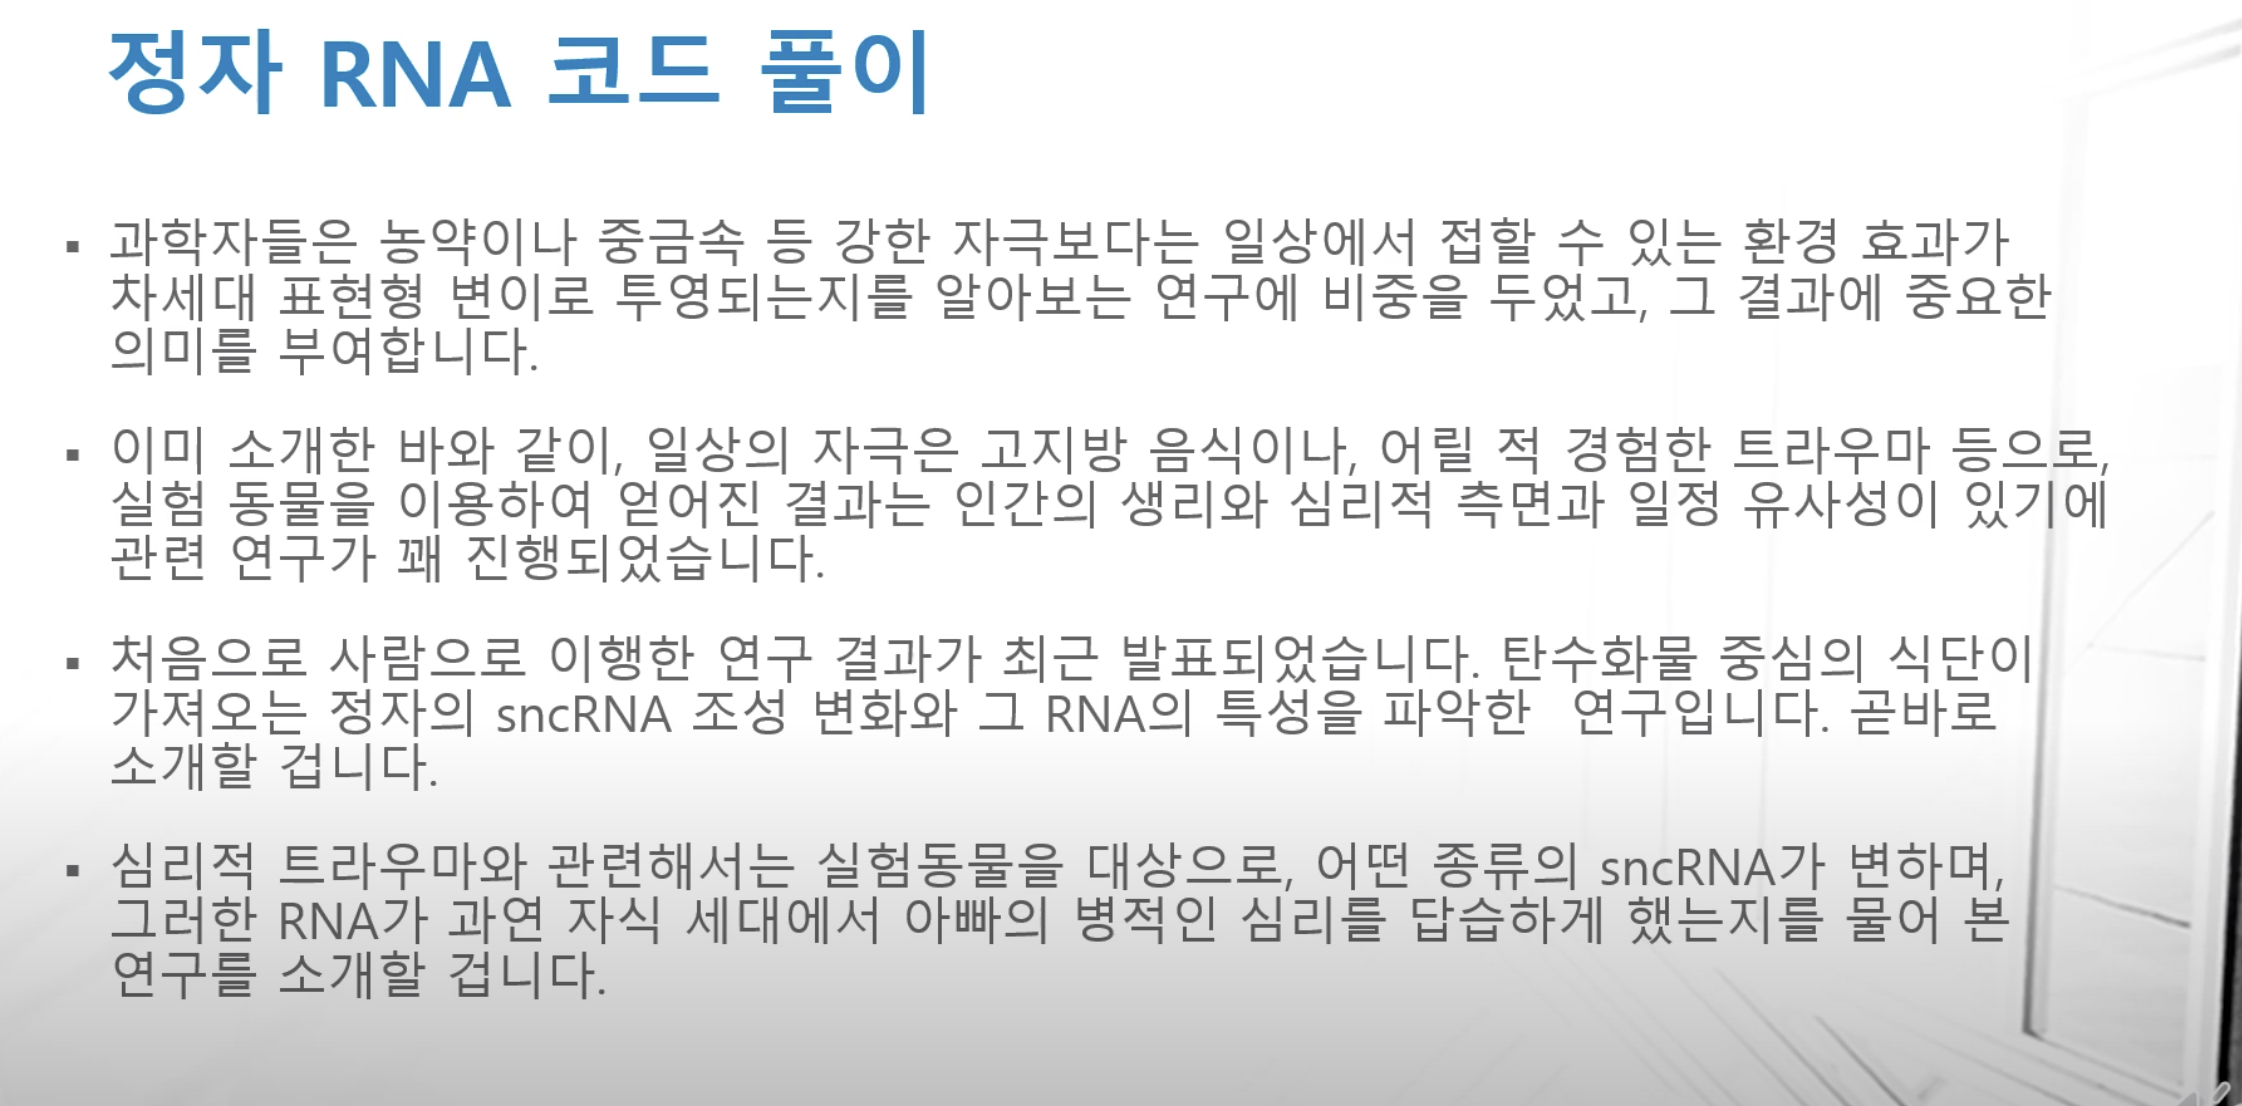 정자 RNA 코드 풀이
▪ 과학자들은 농약이나 중금속 등 강한 자극보다는 일상에서 접할 수 있는 환경 효과가
차세대 표현형 변이로 투영되는지를 알아보는 연구에 비중을 두었고, 그 결과에 중요한
의미를 부여합니다.
▪ 이미 소개한 바와 같이, 일상의 자극은 고지방 음식이나, 어릴 적 경험한 트라우마 등으로,
실험 동물을 이용하여 얻어진 결과는 인간의 생리와 심리적 측면과 일정 유사성이 있기에
관련 연구가 꽤 진행되었습니다.
▪ 처음으로 사람으로 이행한 연구 결과가 최근 발표되었습니다. 탄수화물 중심의 식단이
가져오는 정자의 sncRNA 조성 변화와 그 RNA의 특성을 파악한 연구입니다. 곧바로
소개할 겁니다.
▪ 심리적 트라우마와 관련해서는 실험동물을 대상으로, 어떤 종류의 sncRNA가 변하며,
그러한 RNA가 과연 자식 세대에서 아빠의 병적인 심리를 답습하게 했는지를 물어 본
연구를 소개할 겁니다.